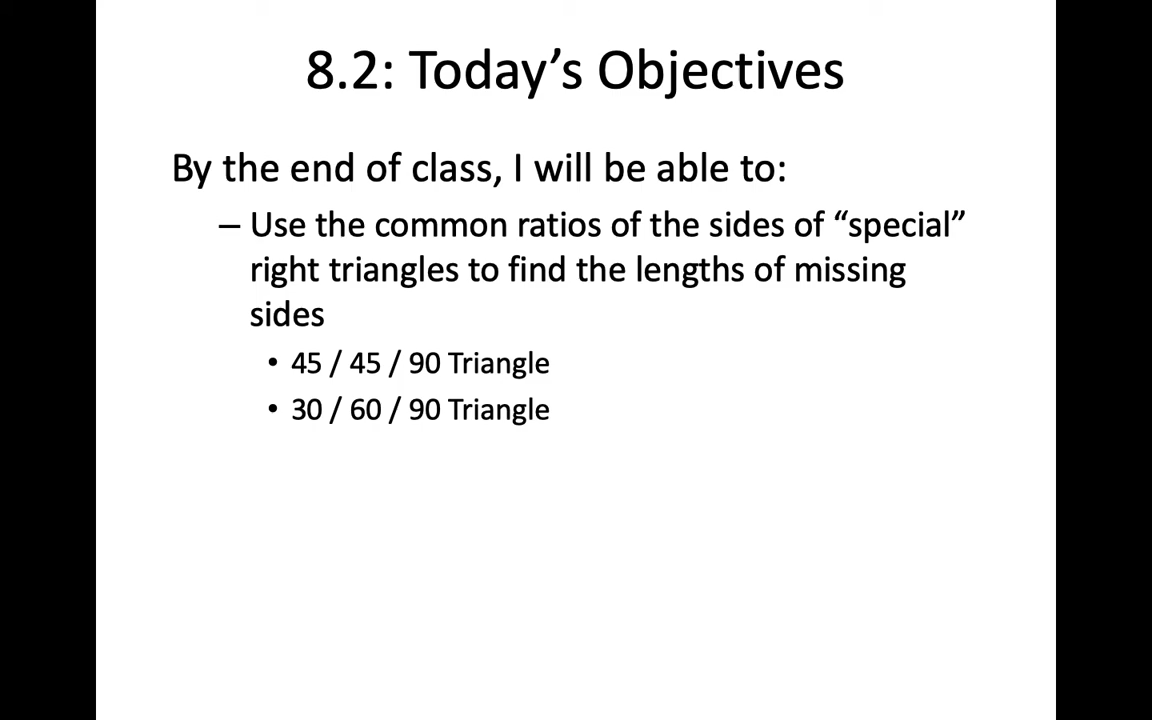 8.2: Today’s Objectives
By the end of class, I will be able to:
– Use the common ratios of the sides of “special”
right triangles to find the lengths of missing
sides
• 45 / 45 / 90 Triangle
• 30 / 60 / 90 Triangle